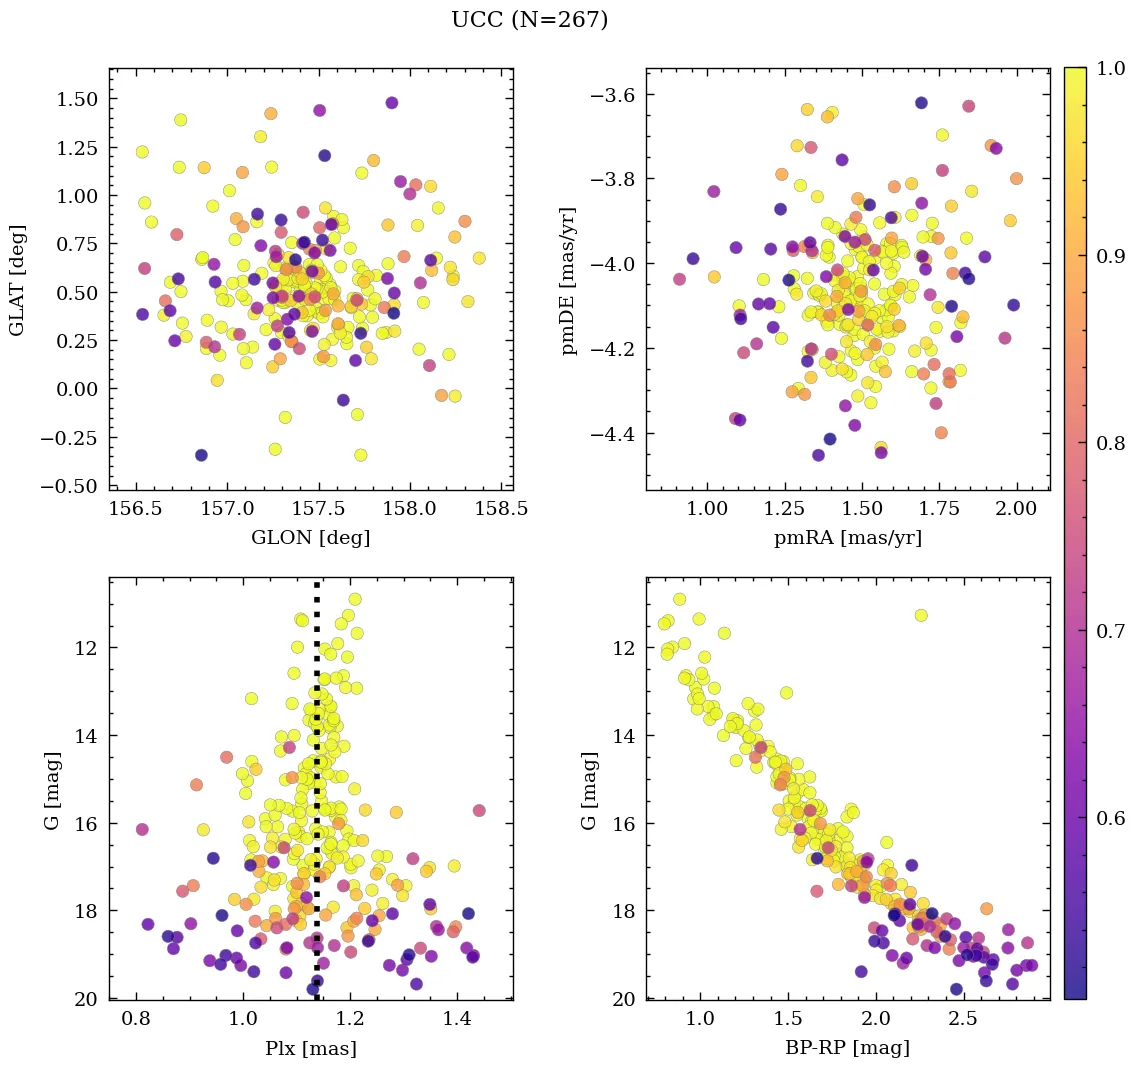 UCC (N=267)
1.50
1.25
1.00
0.75
0.50
0.25
0.00
−0.25
−0.50
GLAT [deg]
156.5 157.0 157.5 158.0 158.5
GLON [deg]
−3.6
−3.8
−4.0
−4.2
−4.4
pmDE [mas/yr]
1.00 1.25 1.50 1.75 2.00
pmRA [mas/yr]
12
14
16
18
20
G [mag]
0.8 1.0 1.2 1.4
Plx [mas]
12
14
16
18
20
G [mag]
1.0 1.5 2.0 2.5
BP-RP [mag]
1.0
0.9
0.8
0.7
0.6